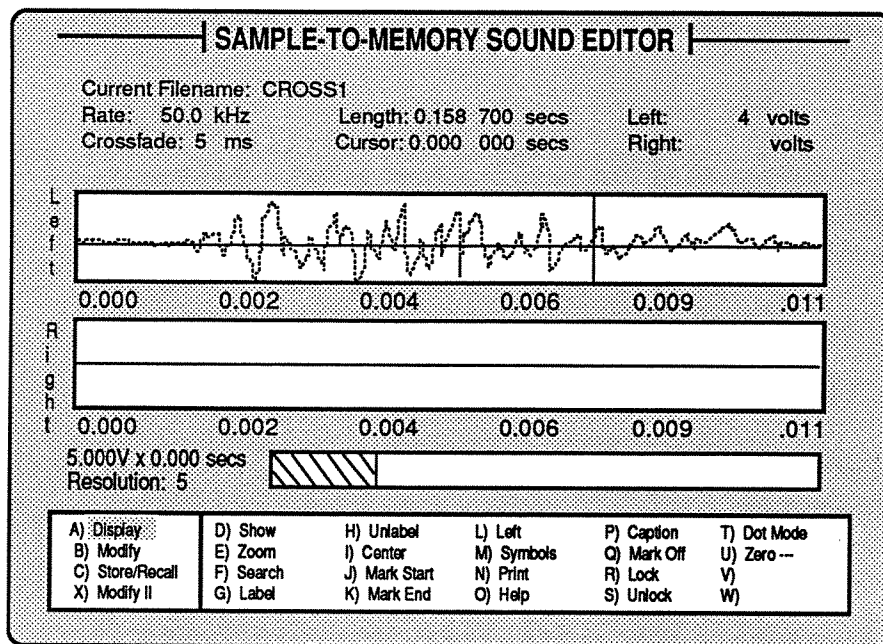 SAMPLE-TO-MEMORY SOUND EDITOR
Current Filename: CROSS1
Rate: 50.0 kHz Length: 0.158 700 secs Left: 4 volts
Crossfade: 5 ms Cursor: 0.000 000 secs Right: volts
Left
0.000 0.002 0.004 0.006 0.009 .011
Right
0.000 0.002 0.004 0.006 0.009 .011
5.000V x 0.000 secs
Resolution: 5
A) Display D) Show H) Unlabel L) Left P) Caption T) Dot Mode
B) Modify E) Zoom I) Center M) Symbols Q) Mark Off U) Zero ---
C) Store/Recall F) Search J) Mark Start N) Print R) Lock V)
X) Modify II G) Label K) Mark End O) Help S) Unlock W)